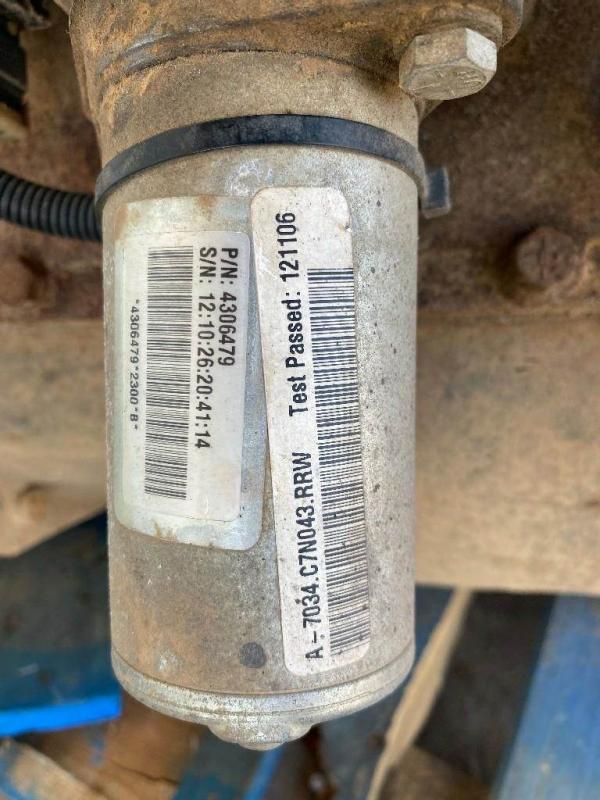 P/N: 4306479
S/N: 12:10:26:20:41:14
*4306479*2300*B*
Test Passed: 121106
A-7034.C7N043.RRW